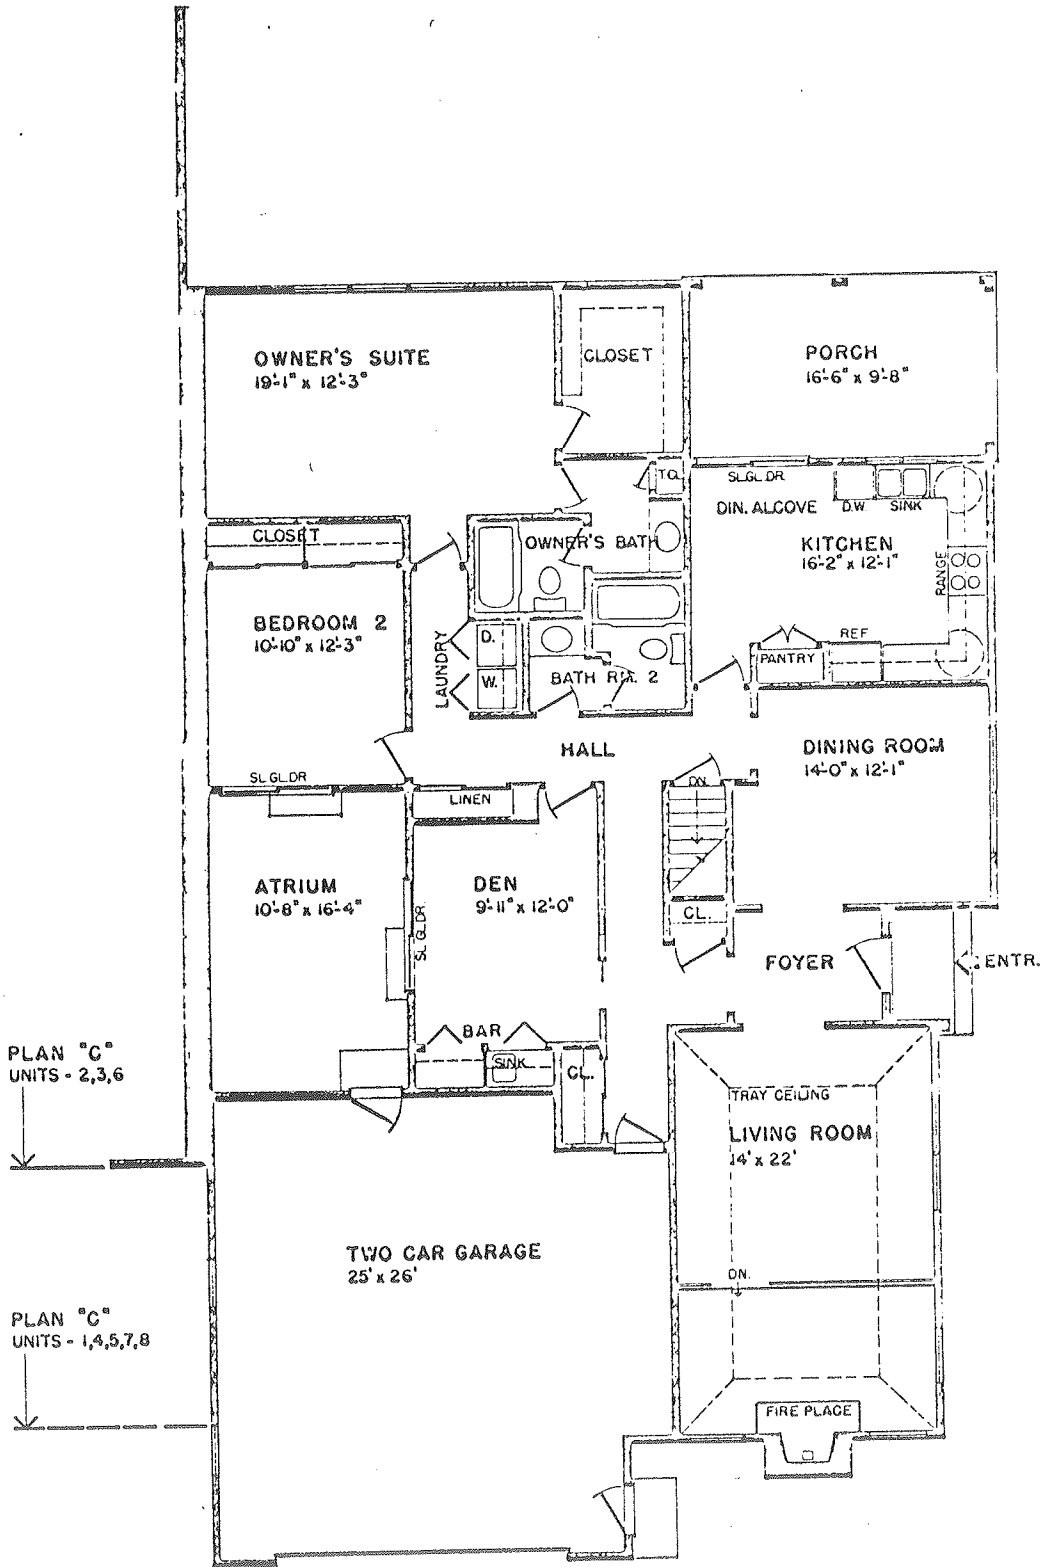 OWNER'S SUITE
19'-1" x 12'-3"
CLOSET
PORCH
16'-6" x 9'-8"
SL.GL.DR
DIN. ALCOVE
D.W
SINK
KITCHEN
16'-2" x 12'-1"
RANGE
REF
PANTRY
CLOSET
OWNER'S BATH
BEDROOM 2
10'-10" x 12'-3"
LAUNDRY
D.
W.
BATH RM. 2
HALL
DINING ROOM
14'-0" x 12'-1"
SL.GL.DR
LINEN
DN.
ATRIUM
10'-8" x 16'-4"
DEN
9'-11" x 12'-0"
SL.GL.DR.
CL.
FOYER
ENTR.
BAR
SINK
CL.
PLAN "C"
UNITS - 2,3,6
TRAY CEILING
LIVING ROOM
14' x 22'
TWO CAR GARAGE
25' x 26'
DN.
PLAN "C"
UNITS - 1,4,5,7,8
FIRE PLACE